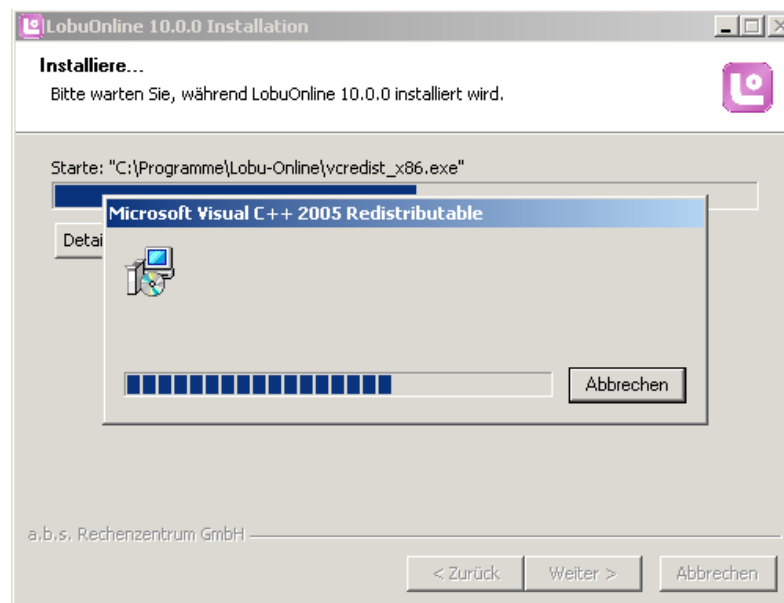 LobuOnline 10.0.0 Installation
Installiere...
Bitte warten Sie, während LobuOnline 10.0.0 installiert wird.
Starte: "C:\Programme\Lobu-Online\vcredist_x86.exe"
Microsoft Visual C++ 2005 Redistributable
Detai
Abbrechen
a.b.s. Rechenzentrum GmbH
< Zurück
Weiter >
Abbrechen